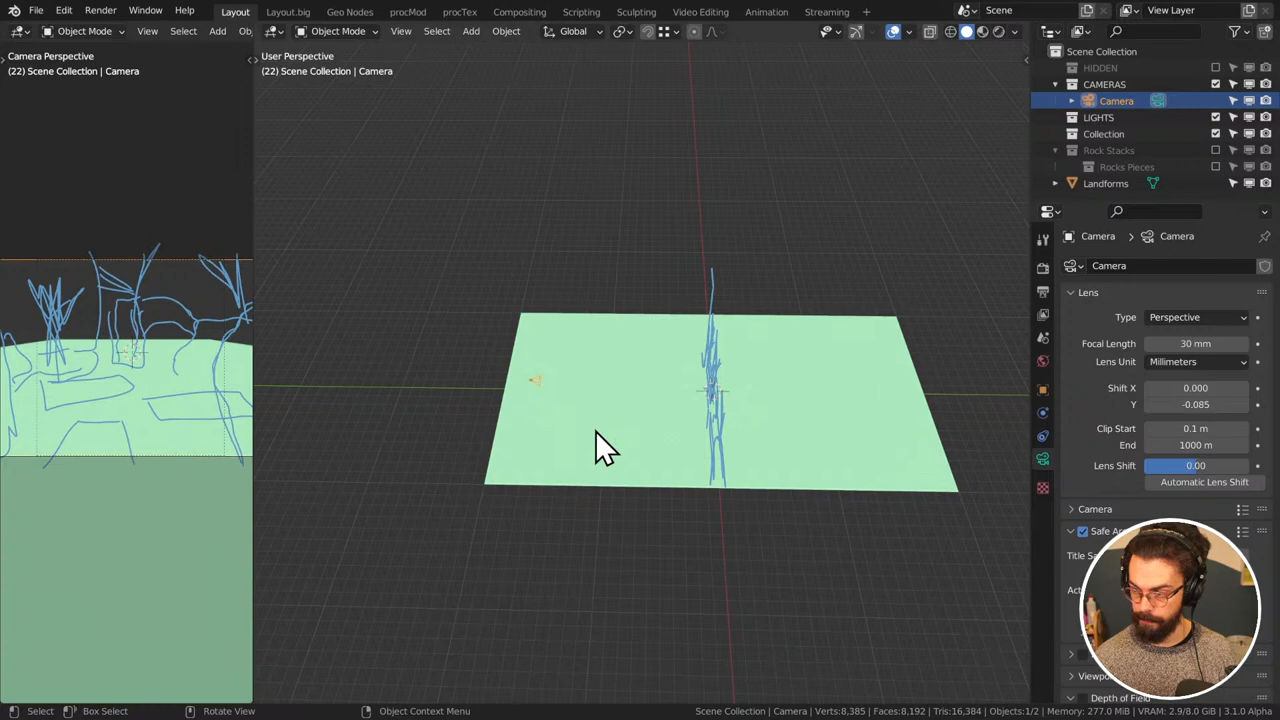 File Edit Render Window Help Layout Layout.big Geo Nodes procMod procTex Compositing Scripting Sculpting Video Editing Animation Streaming + Scene View Layer
Object Mode View Select Add Ob
Object Mode View Select Add Object Global
Camera Perspective
(22) Scene Collection | Camera
User Perspective
(22) Scene Collection | Camera
Scene Collection
HIDDEN
CAMERAS
Camera
LIGHTS
Collection
Rock Stacks
Rocks Pieces
Landforms
Camera Camera
Camera
Lens
Type Perspective
Focal Length 30 mm
Lens Unit Millimeters
Shift X 0.000
Y -0.085
Clip Start 0.1 m
End 1000 m
Lens Shift 0.00
Automatic Lens Shift
Camera
Safe Ar
Title Sa
Ac
Viewp
Depth of Field
Select Box Select Rotate View Object Context Menu
Scene Collection | Camera Verts:8,385 Faces:8,192 Tris:16,384 Objects:1/2 Memory: 277.0 MiB VRAM: 2.9/8.0 GiB 3.1.0 Alpha